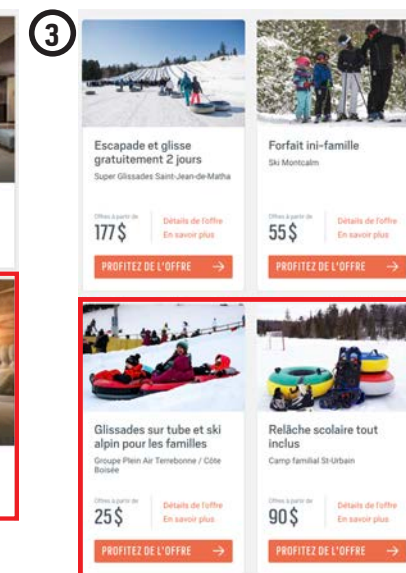 3
Escapade et glisse
gratuitement 2 jours
Super Glissades Saint-Jean-de-Matha
Offres à partir de
177 $
Détails de l'offre
En savoir plus
PROFITEZ DE L'OFFRE →
Forfait ini-famille
Ski Montcalm
Offres à partir de
55 $
Détails de l'offre
En savoir plus
PROFITEZ DE L'OFFRE →
Glissades sur tube et ski
alpin pour les familles
Groupe Plein Air Terrebonne / Côte
Boisée
Offres à partir de
25 $
Détails de l'offre
En savoir plus
PROFITEZ DE L'OFFRE →
Relâche scolaire tout
inclus
Camp familial St-Urbain
Offres à partir de
90 $
Détails de l'offre
En savoir plus
PROFITEZ DE L'OFFRE →